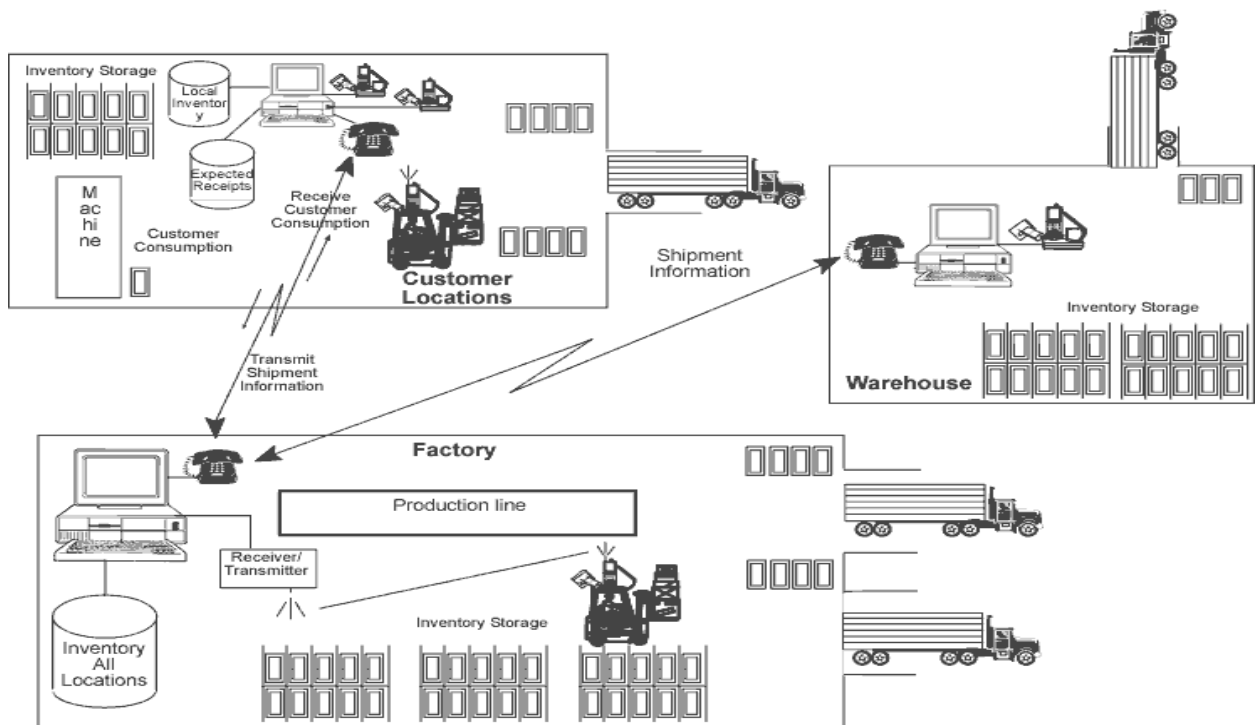 Inventory Storage
Local
Inventor
y
Expected
Receipts
M
ac
hi
ne
Customer
Consumption
Receive
Customer
Consumption
Customer
Locations
Shipment
Information
Inventory Storage
Warehouse
Transmit
Shipment
Information
Factory
Production line
Receiver/
Transmitter
Inventory Storage
Inventory
All
Locations